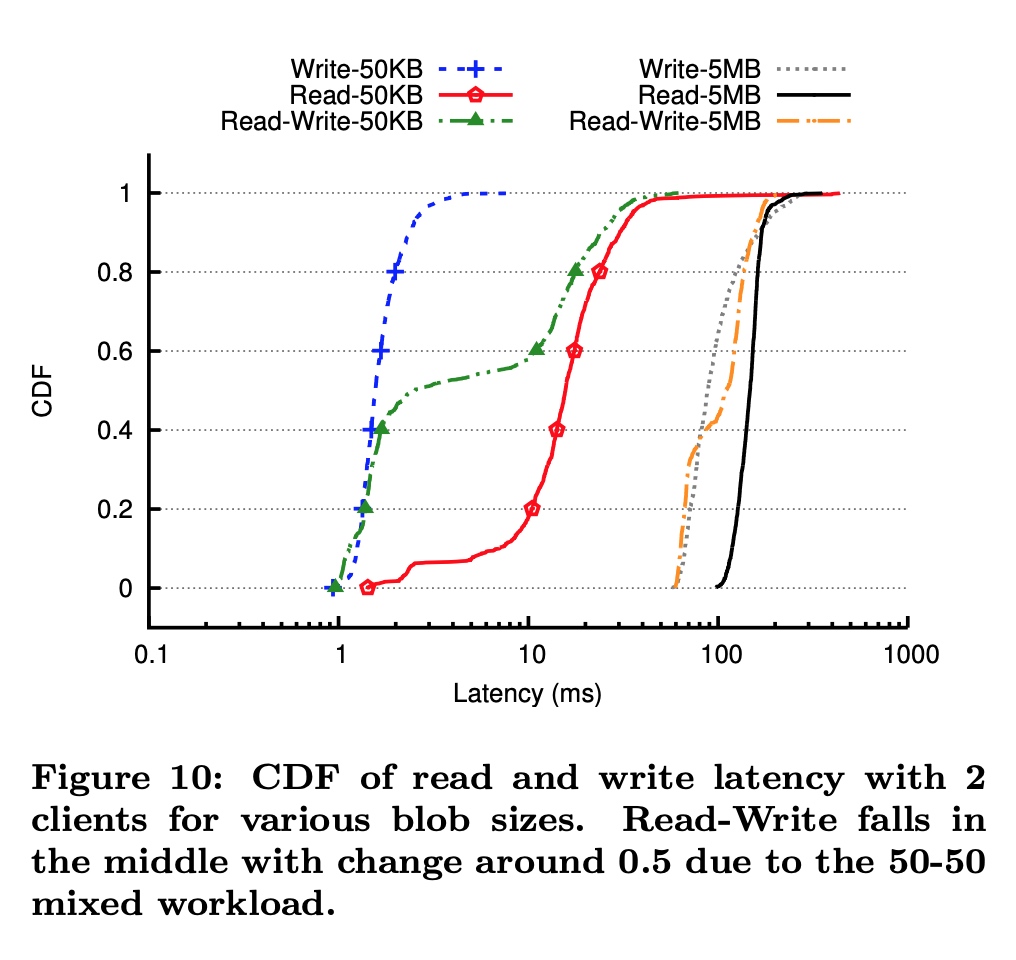 Write-50KB
Read-50KB
Read-Write-50KB
Write-5MB
Read-5MB
Read-Write-5MB
1
0.8
0.6
0.4
0.2
0
CDF
0.1
1
10
100
1000
Latency (ms)
Figure 10: CDF of read and write latency with 2
clients for various blob sizes. Read-Write falls in
the middle with change around 0.5 due to the 50-50
mixed workload.